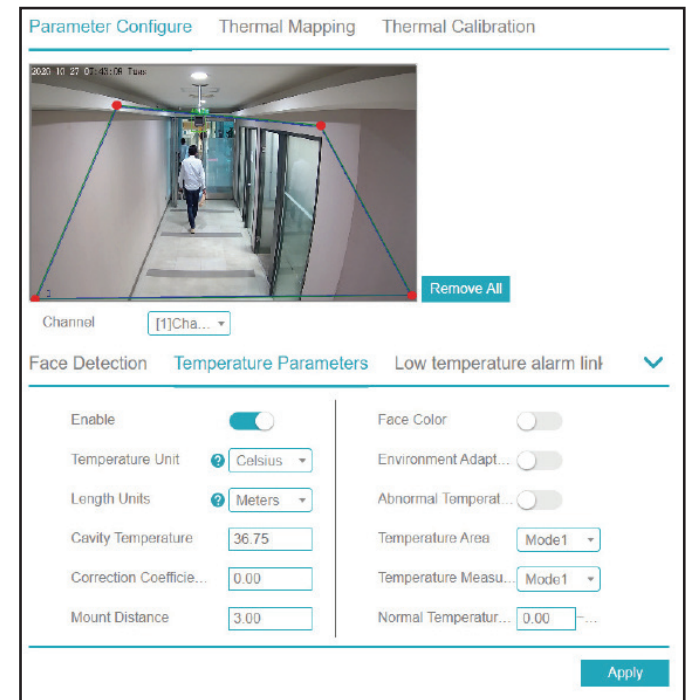 Parameter Configure Thermal Mapping Thermal Calibration
2020 10 27 07:43:08 Tues
Remove All
Channel [1]Cha...
Face Detection Temperature Parameters Low temperature alarm link
Enable Face Color
Temperature Unit ? Celsius Environment Adapt...
Length Units ? Meters Abnormal Temperat...
Cavity Temperature 36.75 Temperature Area Mode1
Correction Coefficie... 0.00 Temperature Measu... Mode1
Mount Distance 3.00 Normal Temperatur... 0.00 -...
Apply